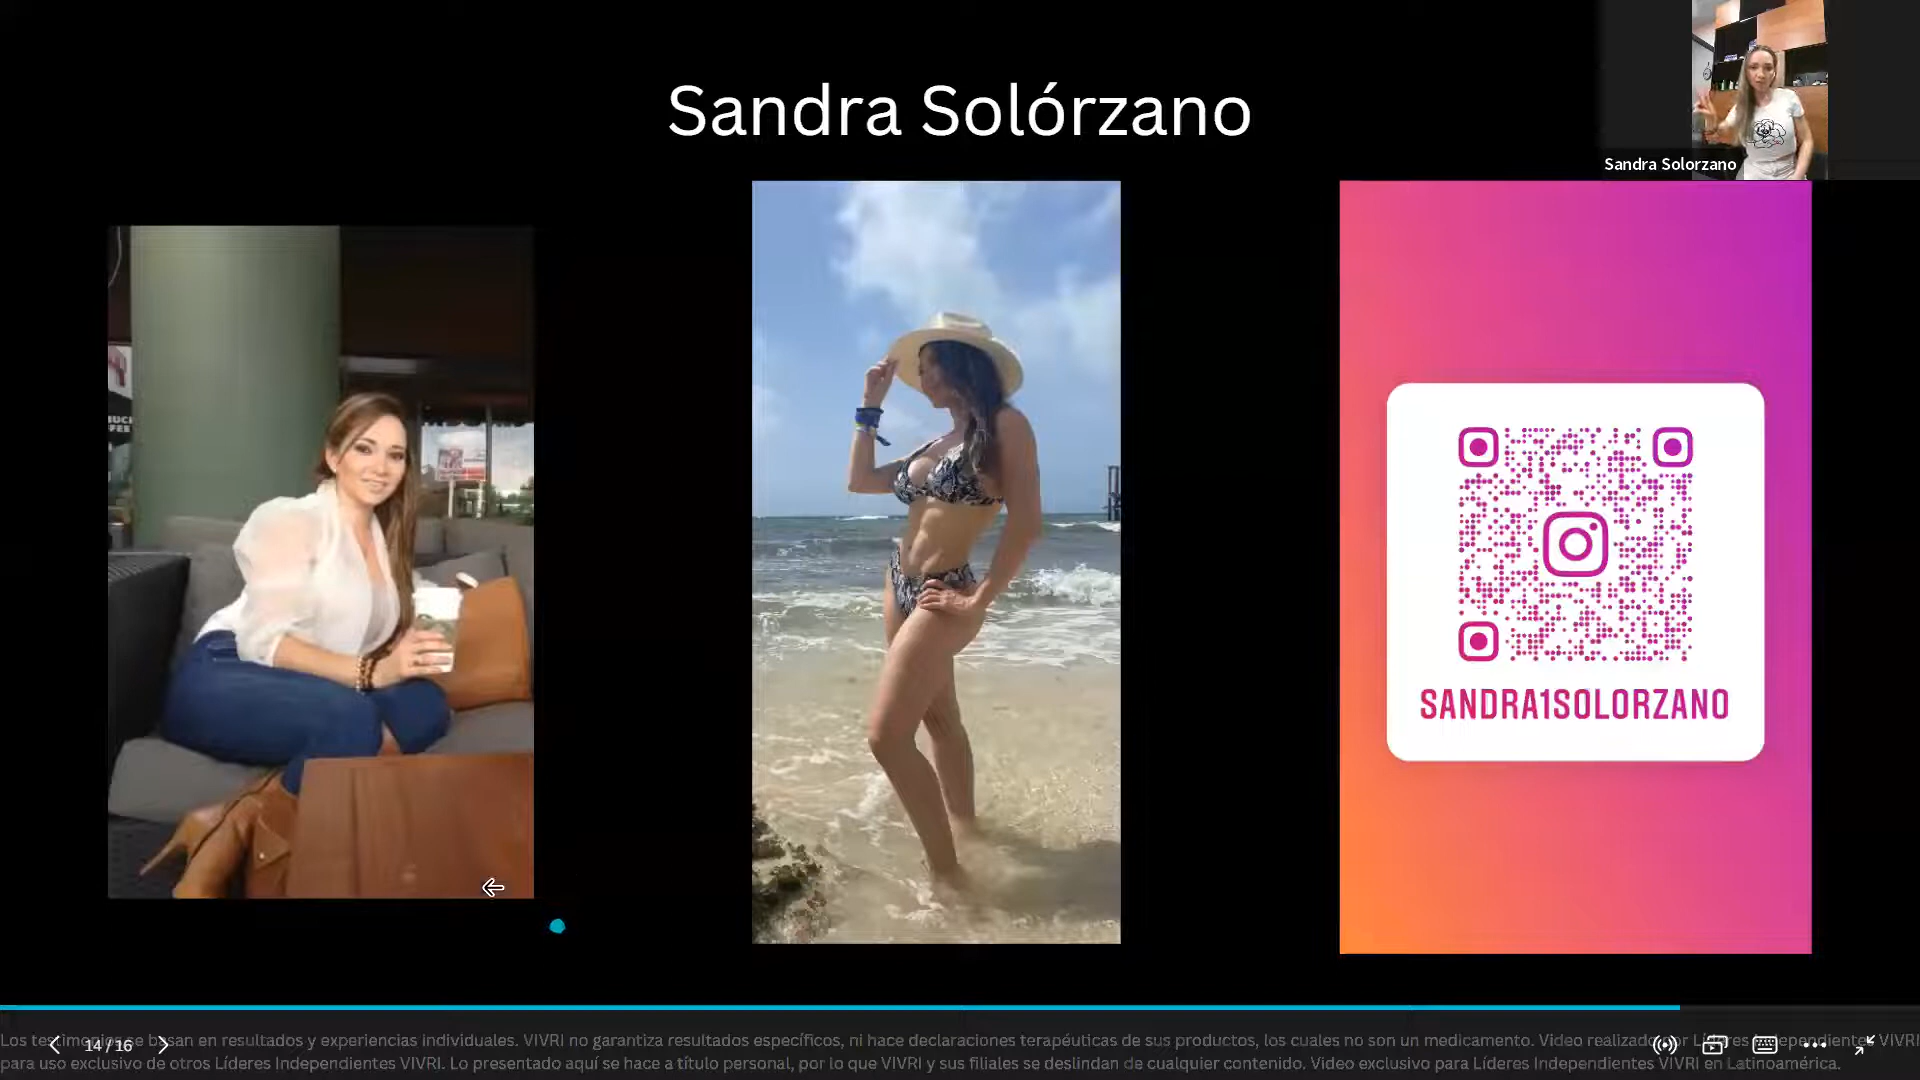 Sandra Solórzano
Sandra Solorzano
SANDRA1SOLORZANO
14 / 16
Los testimonios se basan en resultados y experiencias individuales. VIVRI no garantiza resultados específicos, ni hace declaraciones terapéuticas de sus productos, los cuales no son un medicamento. Video realizado por Líderes Independientes VIVRI
para uso exclusivo de otros Líderes Independientes VIVRI. Lo presentado aquí se hace a título personal, por lo que VIVRI y sus filiales se deslindan de cualquier contenido. Video exclusivo para Líderes Independientes VIVRI en Latinoamérica.